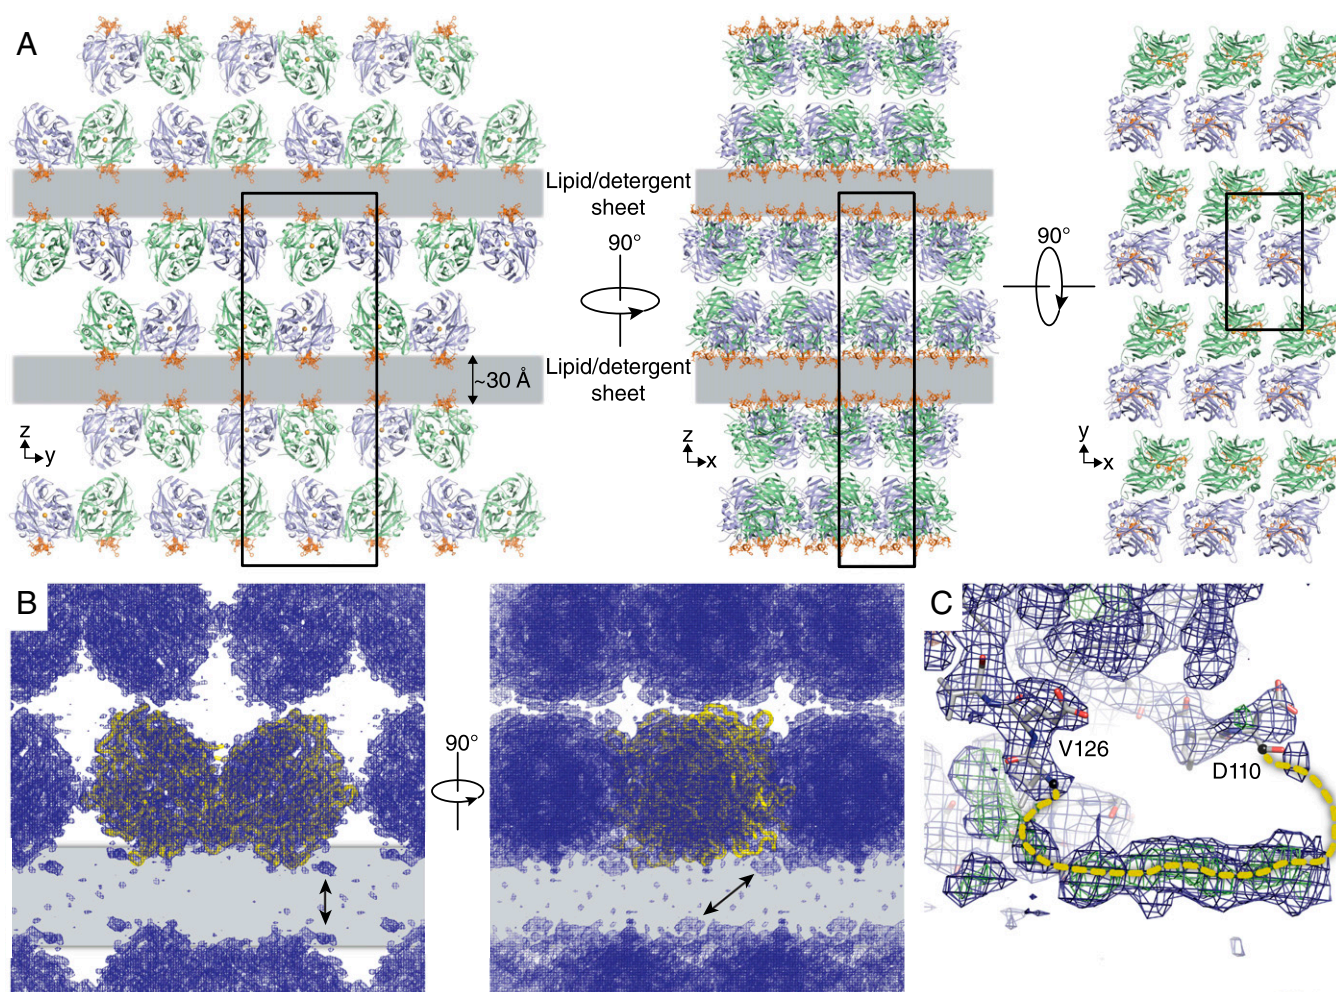 A
Lipid/detergent
sheet
90°
90°
Lipid/detergent
sheet
~30 Å
z
y
z
x
y
x
B
90°
C
V126
D110